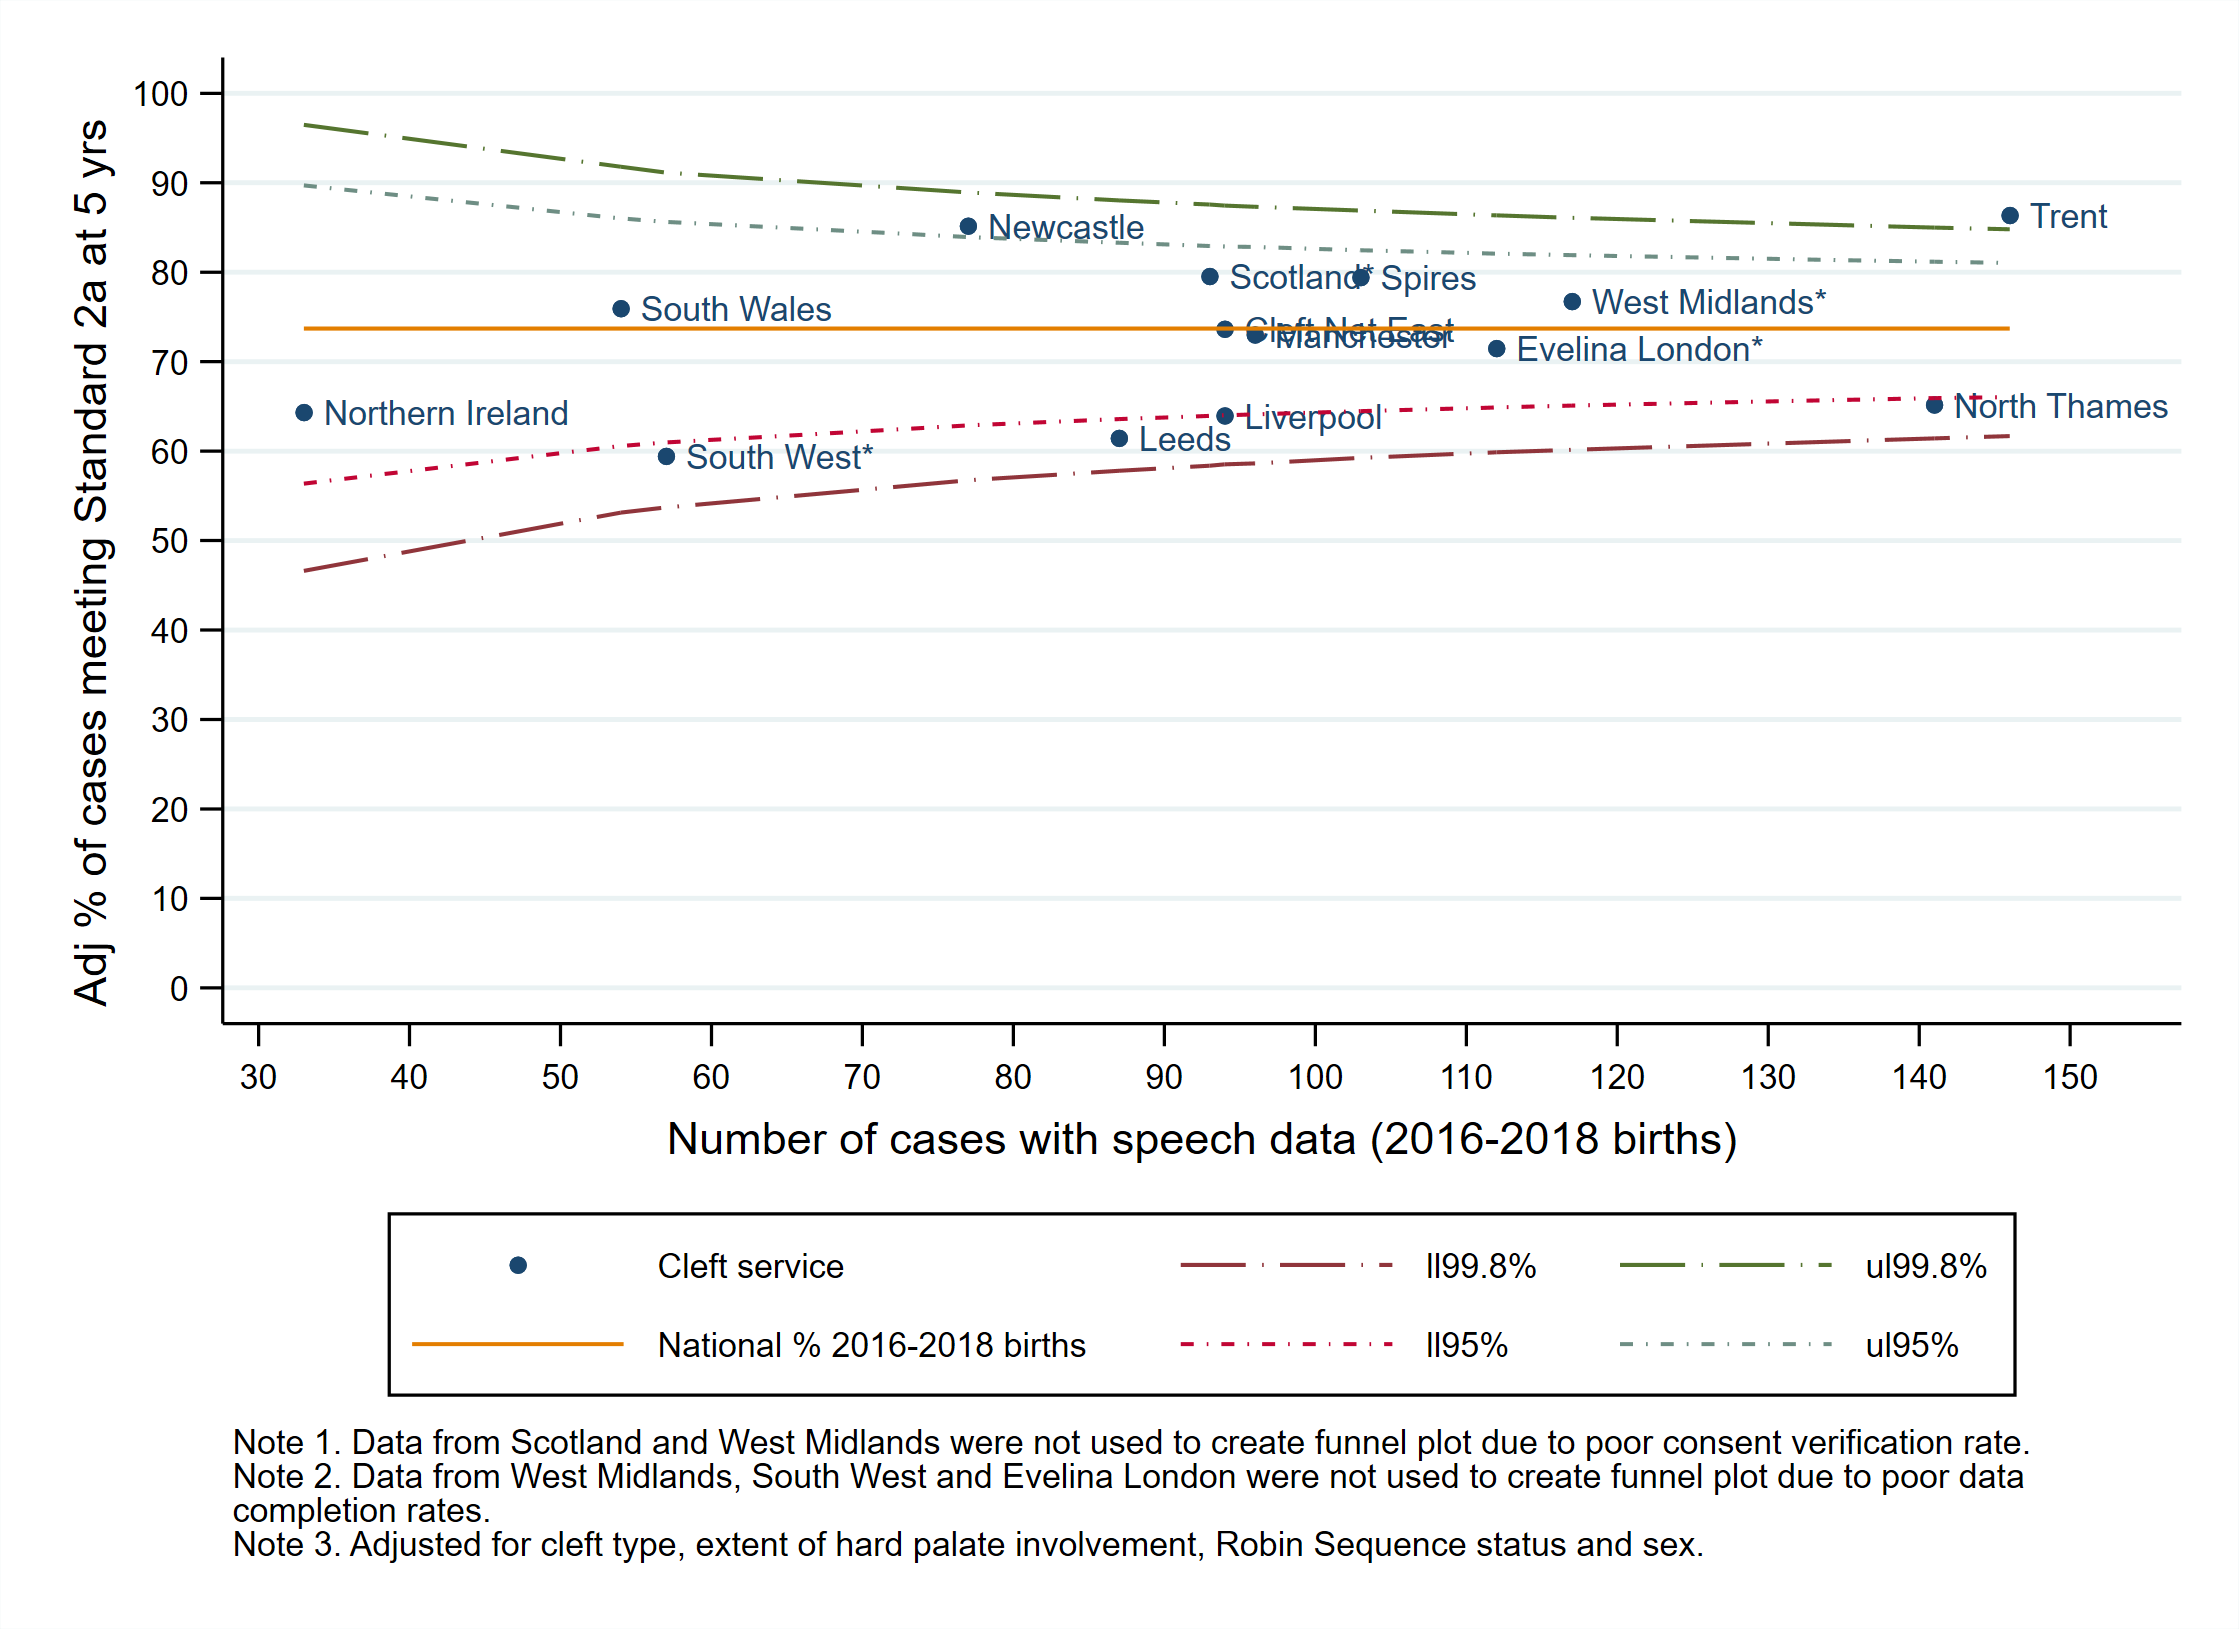 Adj % of cases meeting Standard 2a at 5 yrs
100
90
80
70
60
50
40
30
20
10
0
Newcastle
Trent
Scotland*
Spires
South Wales
West Midlands*
Cleft Net East
Manchester
Evelina London*
Northern Ireland
Liverpool
North Thames
Leeds
South West*
30 40 50 60 70 80 90 100 110 120 130 140 150
Number of cases with speech data (2016-2018 births)
Cleft service ll99.8% ul99.8%
National % 2016-2018 births ll95% ul95%
Note 1. Data from Scotland and West Midlands were not used to create funnel plot due to poor consent verification rate.
Note 2. Data from West Midlands, South West and Evelina London were not used to create funnel plot due to poor data
completion rates.
Note 3. Adjusted for cleft type, extent of hard palate involvement, Robin Sequence status and sex.